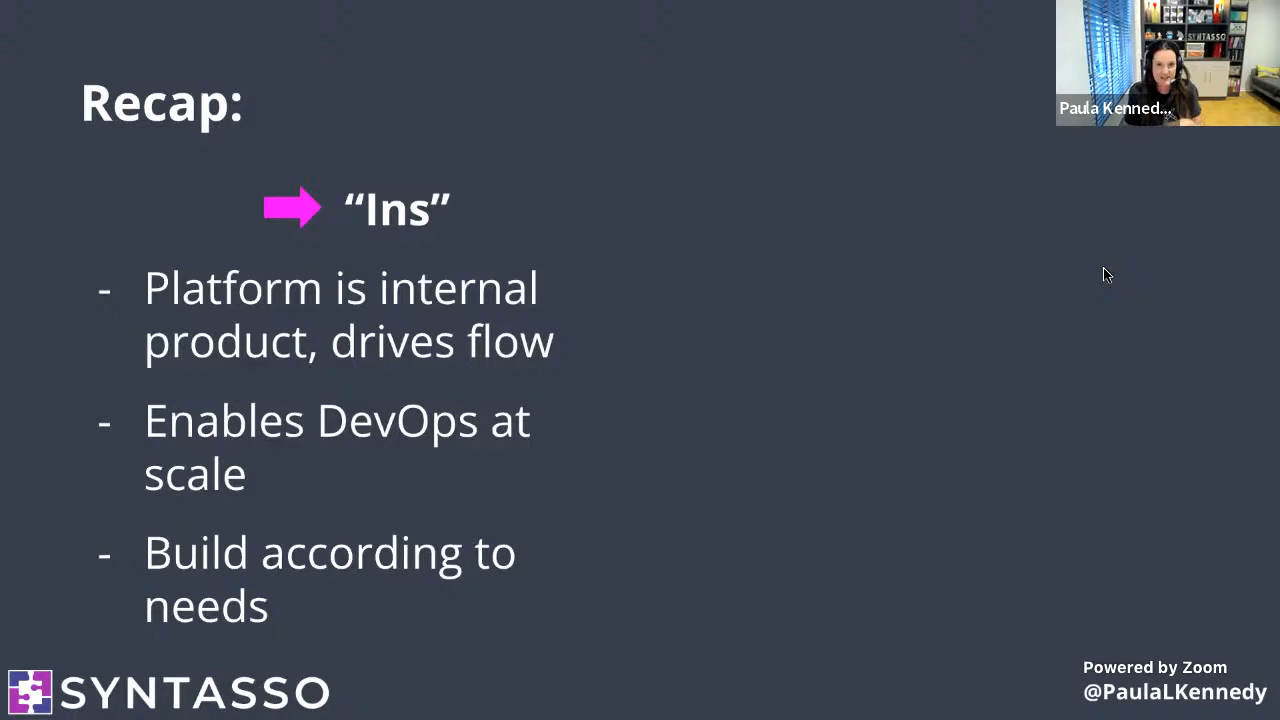 Recap:
“Ins”
- Platform is internal
product, drives flow
- Enables DevOps at
scale
- Build according to
needs
SYNTASSO
SYNTASSO
Paula Kenned...
Powered by Zoom
@PaulaLKennedy